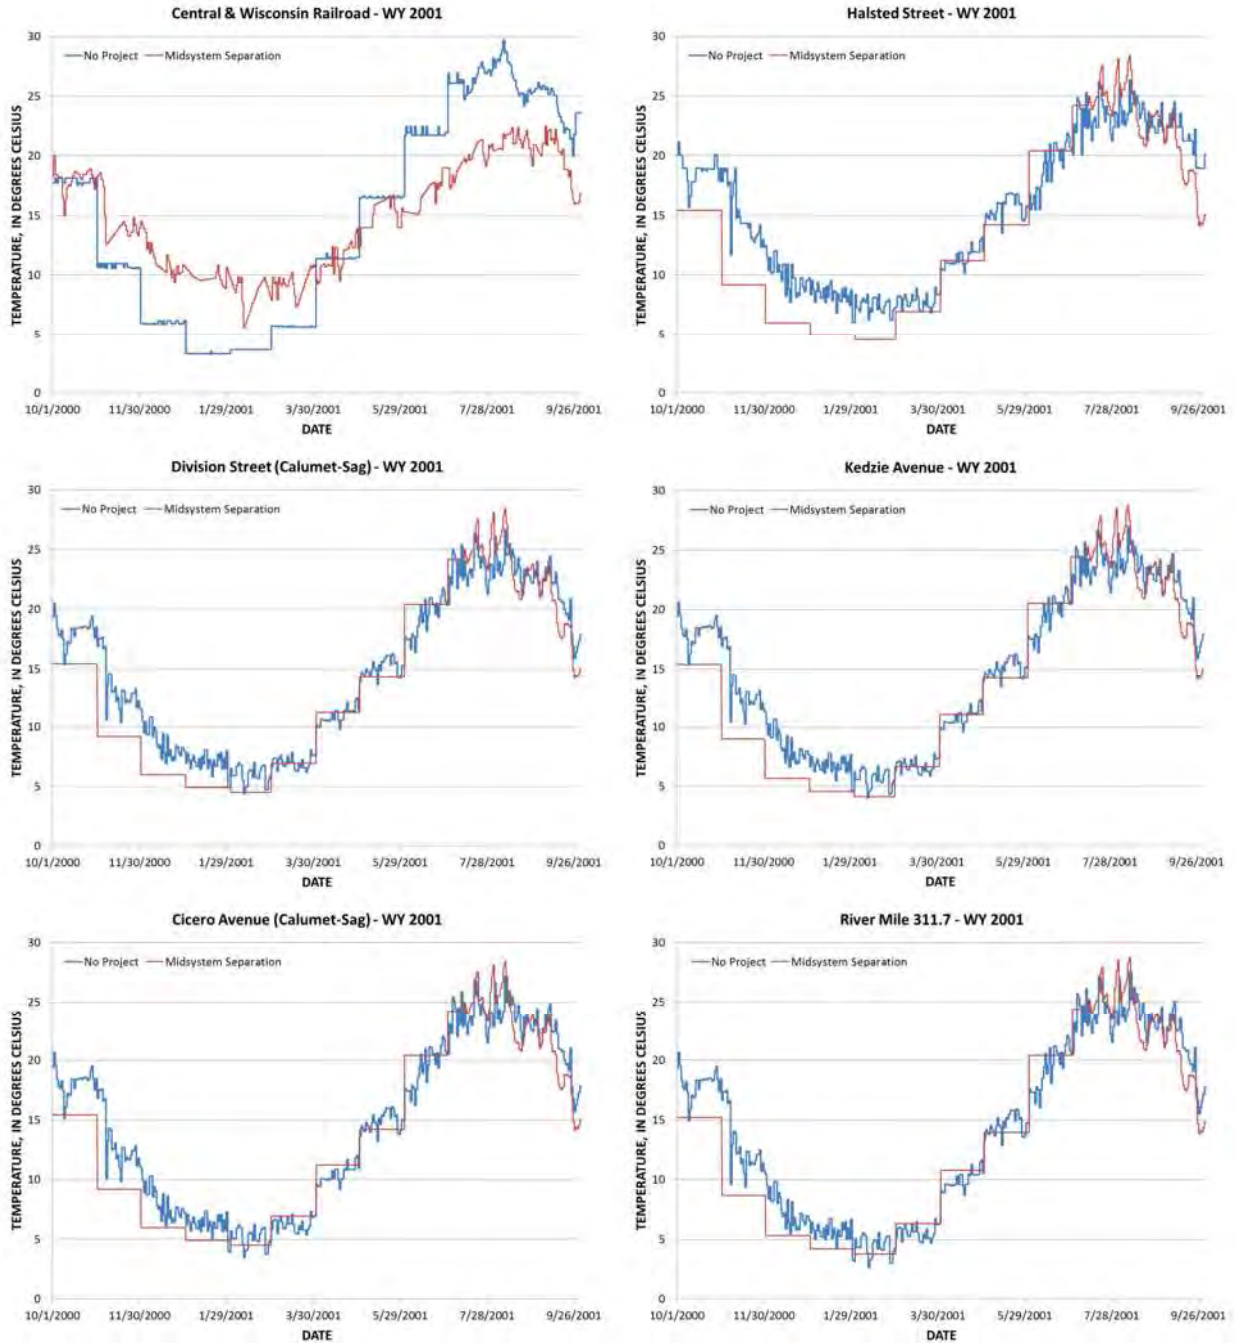 Central & Wisconsin Railroad - WY 2001
30
25
20
15
10
5
0
TEMPERATURE, IN DEGREES CELSIUS
No Project Midsystem Separation
10/1/2000 11/30/2000 1/29/2001 3/30/2001 5/29/2001 7/28/2001 9/26/2001
DATE
Halsted Street - WY 2001
30
25
20
15
10
5
0
TEMPERATURE, IN DEGREES CELSIUS
No Project Midsystem Separation
10/1/2000 11/30/2000 1/29/2001 3/30/2001 5/29/2001 7/28/2001 9/26/2001
DATE
Division Street (Calumet-Sag) - WY 2001
30
25
20
15
10
5
0
TEMPERATURE, IN DEGREES CELSIUS
No Project Midsystem Separation
10/1/2000 11/30/2000 1/29/2001 3/30/2001 5/29/2001 7/28/2001 9/26/2001
DATE
Kedzie Avenue - WY 2001
30
25
20
15
10
5
0
TEMPERATURE, IN DEGREES CELSIUS
No Project Midsystem Separation
10/1/2000 11/30/2000 1/29/2001 3/30/2001 5/29/2001 7/28/2001 9/26/2001
DATE
Cicero Avenue (Calumet-Sag) - WY 2001
30
25
20
15
10
5
0
TEMPERATURE, IN DEGREES CELSIUS
No Project Midsystem Separation
10/1/2000 11/30/2000 1/29/2001 3/30/2001 5/29/2001 7/28/2001 9/26/2001
DATE
River Mile 311.7 - WY 2001
30
25
20
15
10
5
0
TEMPERATURE, IN DEGREES CELSIUS
No Project Midsystem Separation
10/1/2000 11/30/2000 1/29/2001 3/30/2001 5/29/2001 7/28/2001 9/26/2001
DATE